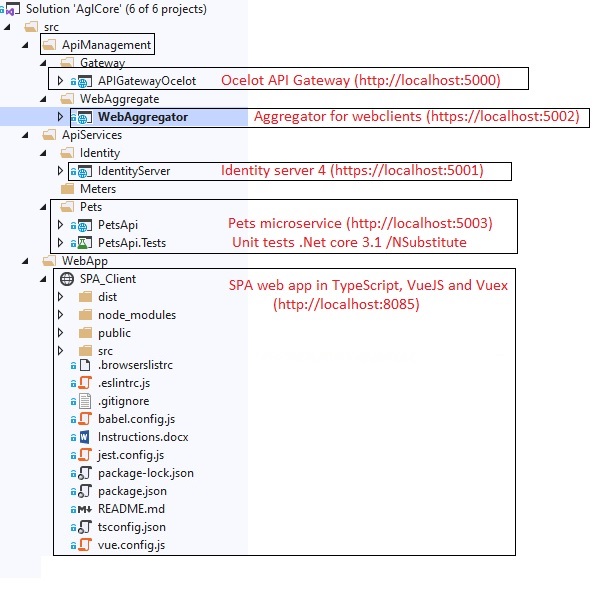 Solution 'AglCore' (6 of 6 projects)
src
ApiManagement
Gateway
APIGatewayOcelot Ocelot API Gateway (http://localhost:5000)
WebAggregate
WebAggregator Aggregator for webclients (https://localhost:5002)
ApiServices
Identity
IdentityServer Identity server 4 (https://localhost:5001)
Meters
Pets
PetsApi Pets microservice (http://localhost:5003)
PetsApi.Tests Unit tests .Net core 3.1 /NSubstitute
WebApp
SPA_Client SPA web app in TypeScript, VueJS and Vuex
dist (http://localhost:8085)
node_modules
public
src
.browserslistrc
.eslintrc.js
.gitignore
babel.config.js
Instructions.docx
jest.config.js
package-lock.json
package.json
README.md
tsconfig.json
vue.config.js